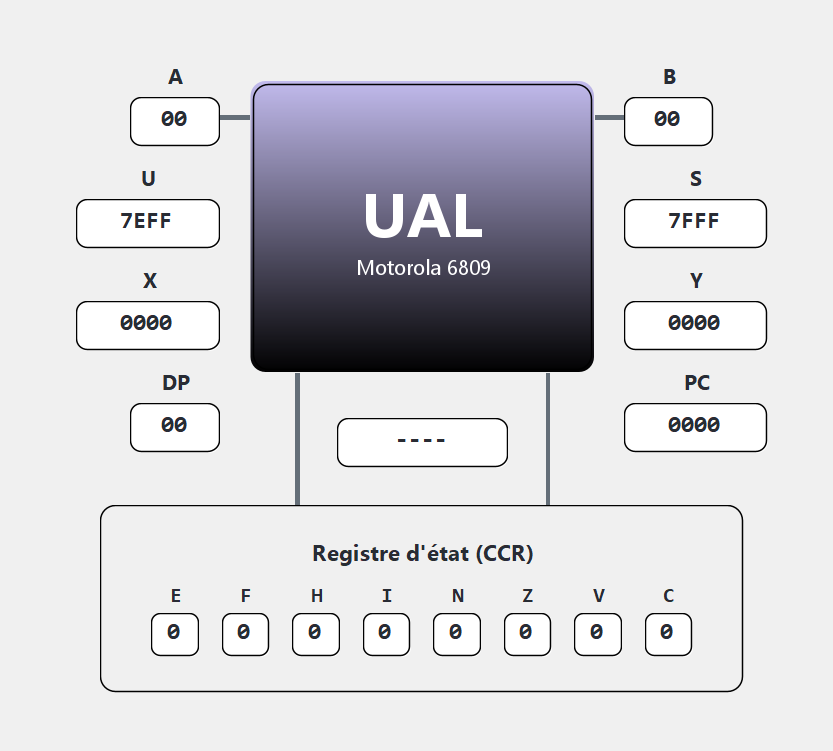 A
B
00
00
U
S
7EFF
UAL
7FFF
Motorola 6809
X
Y
0000
0000
DP
PC
00
----
0000
Registre d'état (CCR)
E F H I N Z V C
0 0 0 0 0 0 0 0